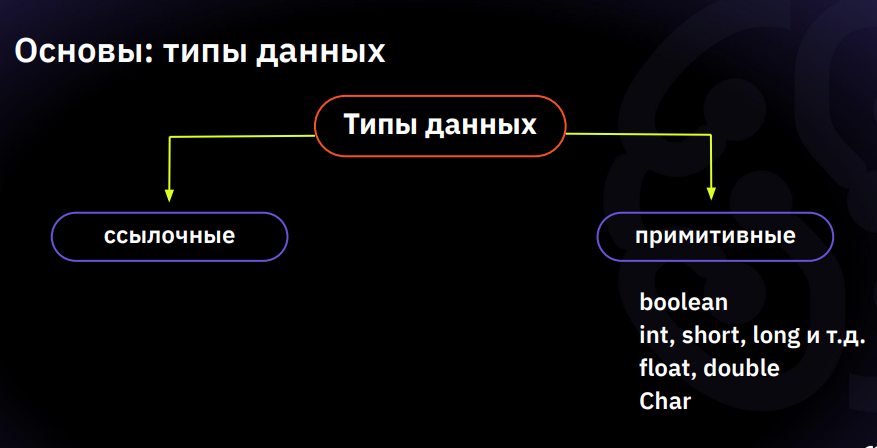 Основы: типы данных
Типы данных
ссылочные
примитивные
boolean
int, short, long и т.д.
float, double
Char